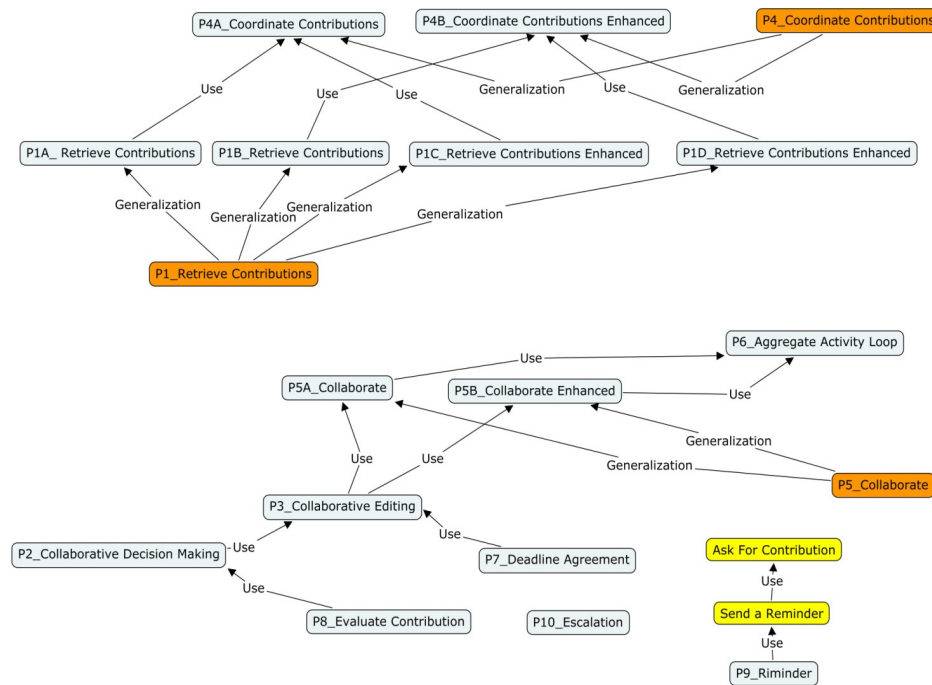 P4A_Coordinate Contributions
P4B_Coordinate Contributions Enhanced
P4_Coordinate Contributions
Use
Use
Use
Generalization
Use
Generalization
P1A_ Retrieve Contributions
P1B_Retrieve Contributions
P1C_Retrieve Contributions Enhanced
P1D_Retrieve Contributions Enhanced
Generalization
Generalization
Generalization
Generalization
P1_Retrieve Contributions
P6_Aggregate Activity Loop
Use
P5A_Collaborate
P5B_Collaborate Enhanced
Use
Generalization
Use
Use
Generalization
P5_Collaborate
P3_Collaborative Editing
Use
Use
P2_Collaborative Decision Making
P7_Deadline Agreement
Ask For Contribution
Use
Use
P8_Evaluate Contribution
P10_Escalation
Send a Reminder
Use
P9_Riminder